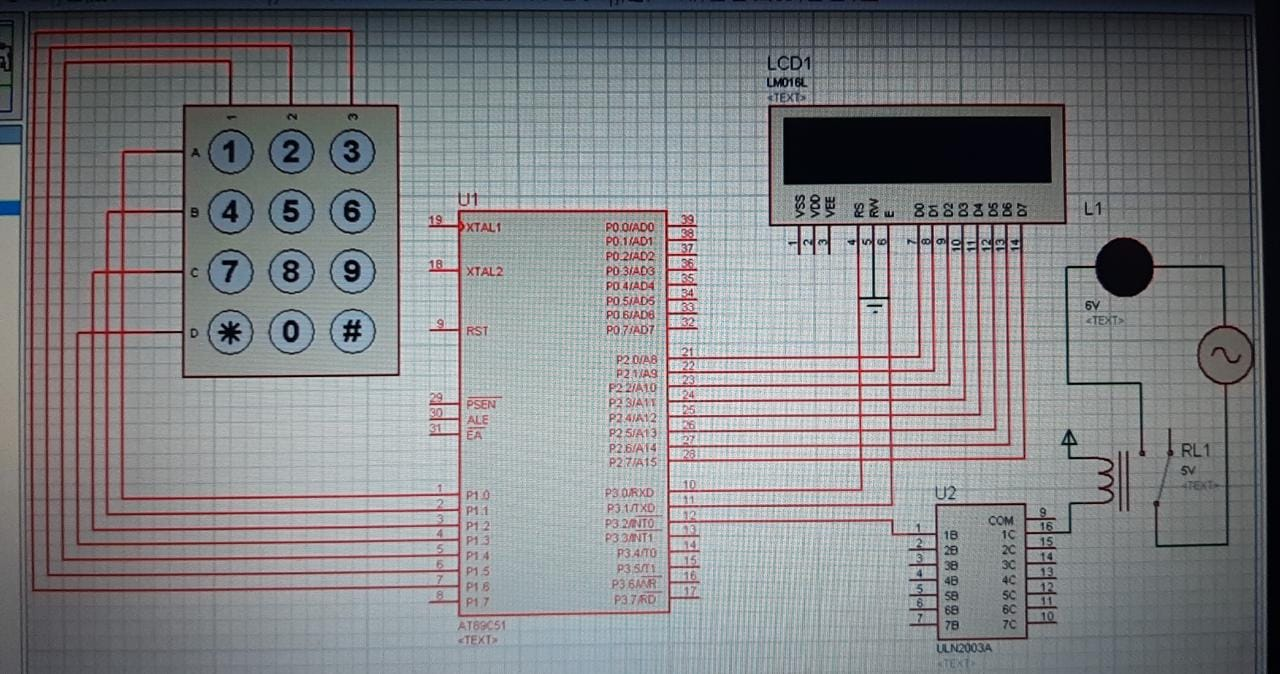 1 2 3
A 1 2 3
B 4 5 6
C 7 8 9
D * 0 #
U1
19 XTAL1
18 XTAL2
9 RST
29 PSEN
30 ALE
31 EA
1 P1.0
2 P1.1
3 P1.2
4 P1.3
5 P1.4
6 P1.5
7 P1.6
8 P1.7
P0.0/AD0 39
P0.1/AD1 38
P0.2/AD2 37
P0.3/AD3 36
P0.4/AD4 35
P0.5/AD5 34
P0.6/AD6 33
P0.7/AD7 32
P2.0/A8 21
P2.1/A9 22
P2.2/A10 23
P2.3/A11 24
P2.4/A12 25
P2.5/A13 26
P2.6/A14 27
P2.7/A15 28
P3.0/RXD 10
P3.1/TXD 11
P3.2/INT0 12
P3.3/INT1 13
P3.4/T0 14
P3.5/T1 15
P3.6/WR 16
P3.7/RD 17
AT89C51
<TEXT>
LCD1
LM016L
<TEXT>
VSS VDD VEE RS RW E D0 D1 D2 D3 D4 D5 D6 D7
1 2 3 4 5 6 7 8 9 10 11 12 13 14
L1
6V
<TEXT>
RL1
5V
<TEXT>
U2
COM 9
1 1B 1C 16
2 2B 2C 15
3 3B 3C 14
4 4B 4C 13
5 5B 5C 12
6 6B 6C 11
7 7B 7C 10
ULN2003A
<TEXT>